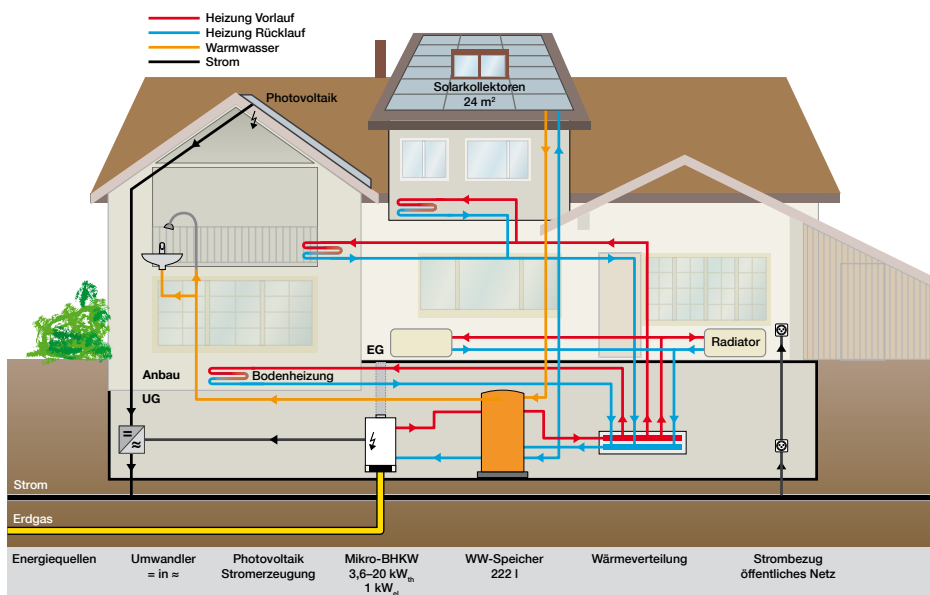 Heizung Vorlauf
Heizung Rücklauf
Warmwasser
Strom
Photovoltaik
Solarkollektoren
24 m²
EG
Radiator
Anbau
Bodenheizung
UG
= ≈
Strom
Erdgas
Energiequellen
Umwandler
= in ≈
Photovoltaik
Stromerzeugung
Mikro-BHKW
3,6–20 kWth
1 kWel
WW-Speicher
222 l
Wärmeverteilung
Strombezug
öffentliches Netz